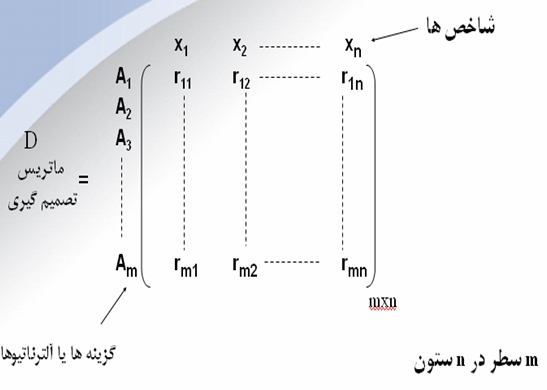 شاخص ها
x1 x2 xn
A1 r11 r12 r1n
A2
A3
D
ماتریس
تصمیم گیری =
Am rm1 rm2 rmn
mxn
گزینه ها یا آلترناتیوها
m سطر در n ستون